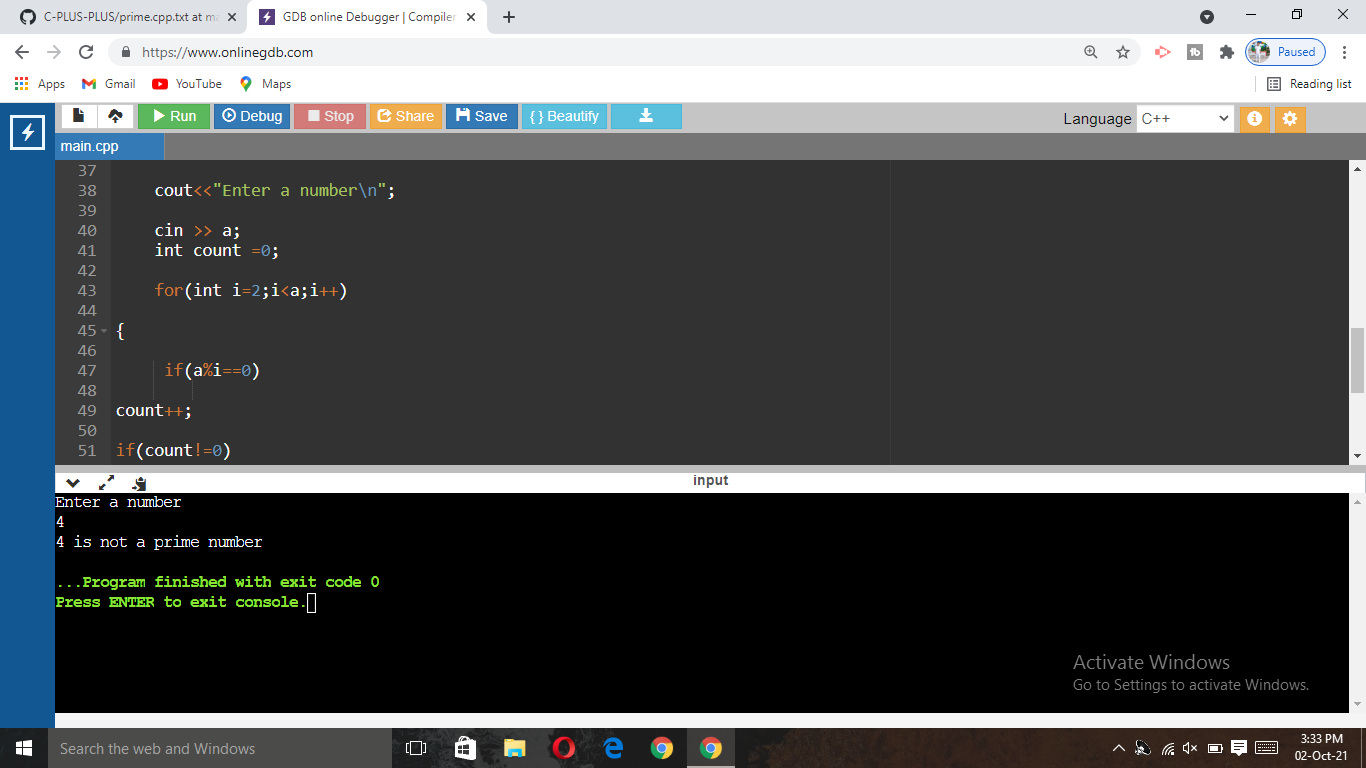 C-PLUS-PLUS/prime.cpp.txt at ma
GDB online Debugger | Compiler
https://www.onlinegdb.com
Paused
Apps
Gmail
YouTube
Maps
Reading list
Run
Debug
Stop
Share
Save
{ } Beautify
Language
C++
main.cpp
37
38 cout<<"Enter a number\n";
39
40 cin >> a;
41 int count =0;
42
43 for(int i=2;i<a;i++)
44
45 {
46
47 if(a%i==0)
48
49 count++;
50
51 if(count!=0)
input
Enter a number
4
4 is not a prime number
...Program finished with exit code 0
Press ENTER to exit console.
Activate Windows
Go to Settings to activate Windows.
Search the web and Windows
3:33 PM
02-Oct-21